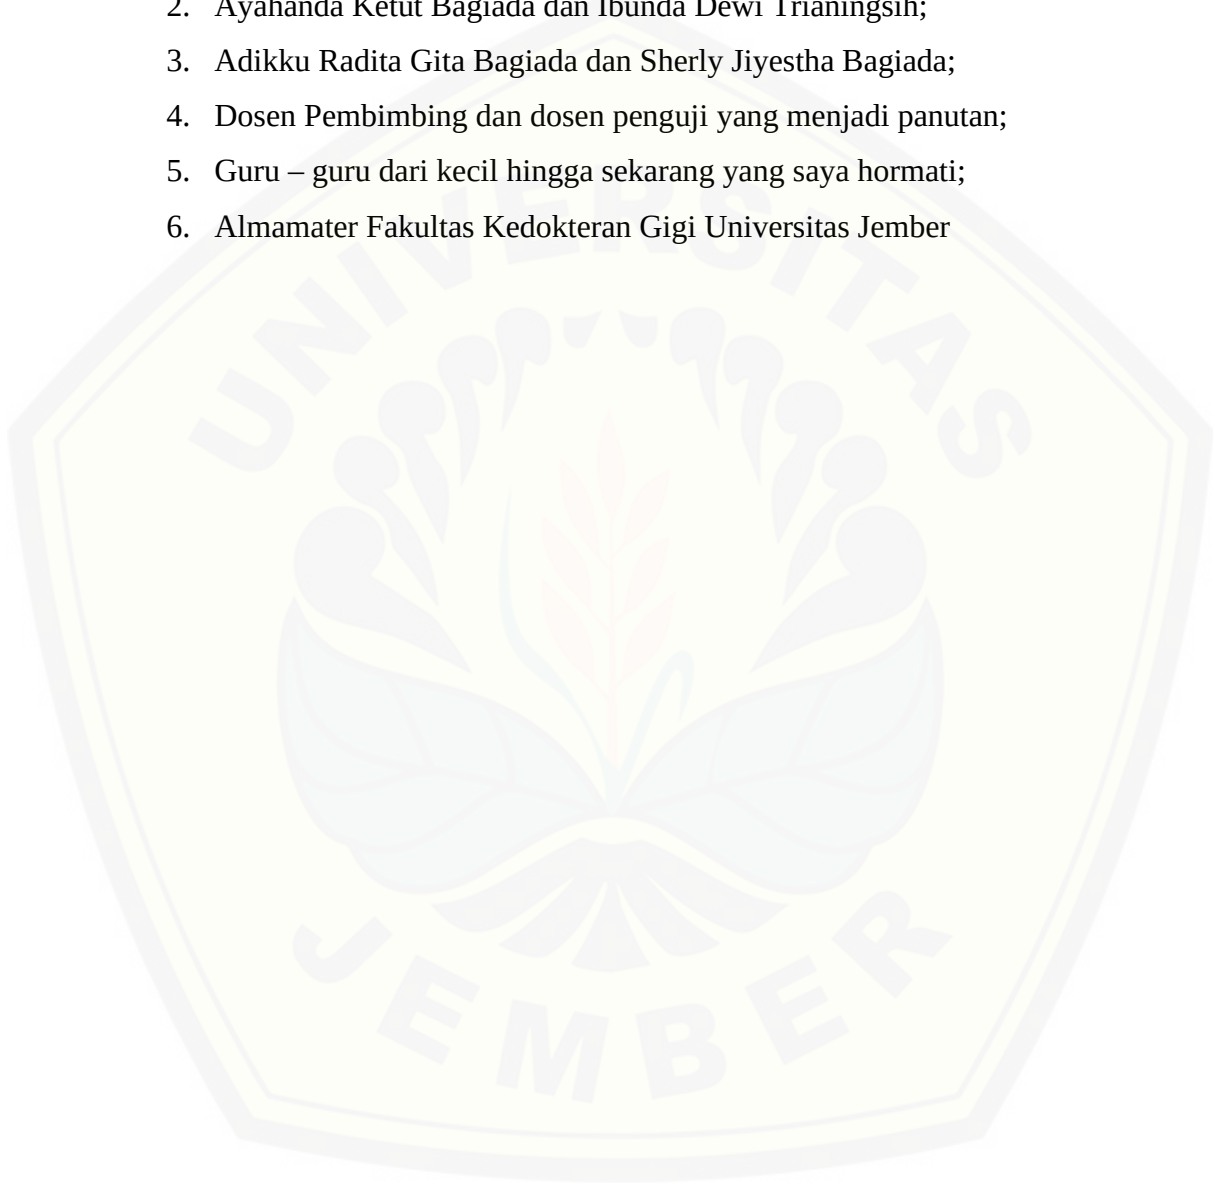 2. Ayahanda Ketut Bagiada dan Ibunda Dewi Trianingsih;
3. Adikku Radita Gita Bagiada dan Sherly Jiyestha Bagiada;
4. Dosen Pembimbing dan dosen penguji yang menjadi panutan;
5. Guru – guru dari kecil hingga sekarang yang saya hormati;
6. Almamater Fakultas Kedokteran Gigi Universitas Jember
UNIVERSITAS
JEMBER